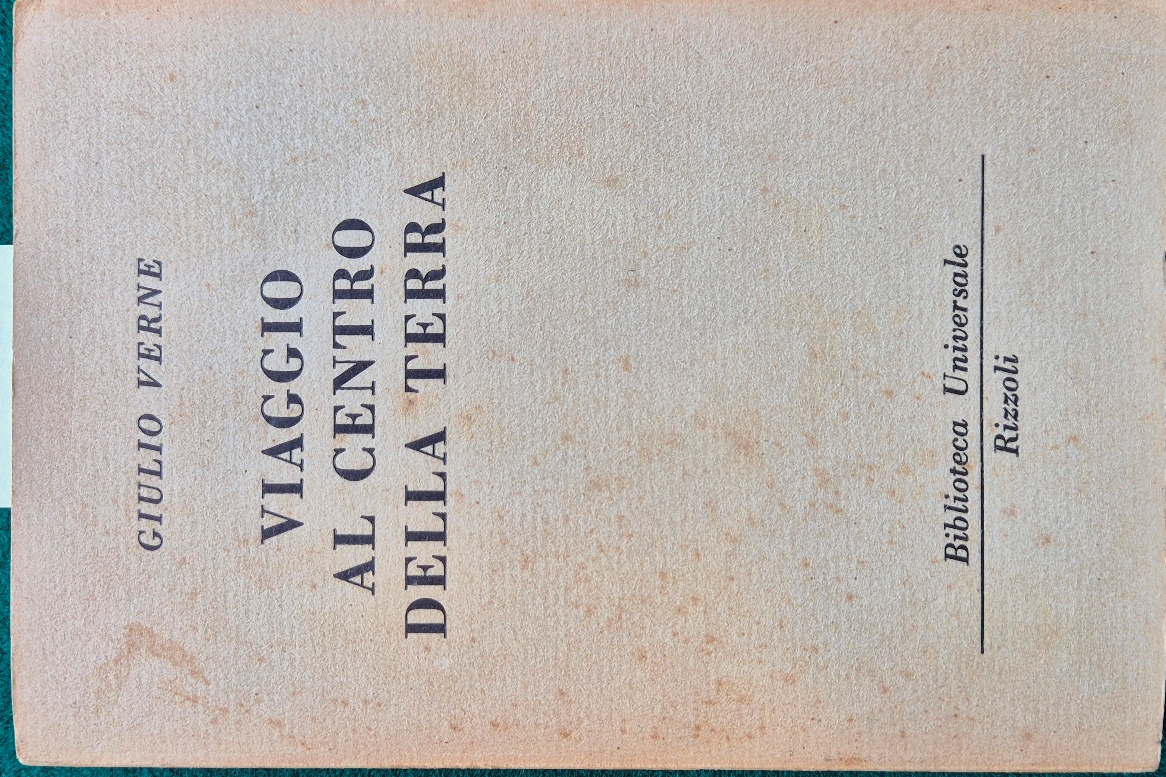 GIULIO VERNE
VIAGGIO
AL CENTRO
DELLA TERRA
Biblioteca Universale
Rizzoli